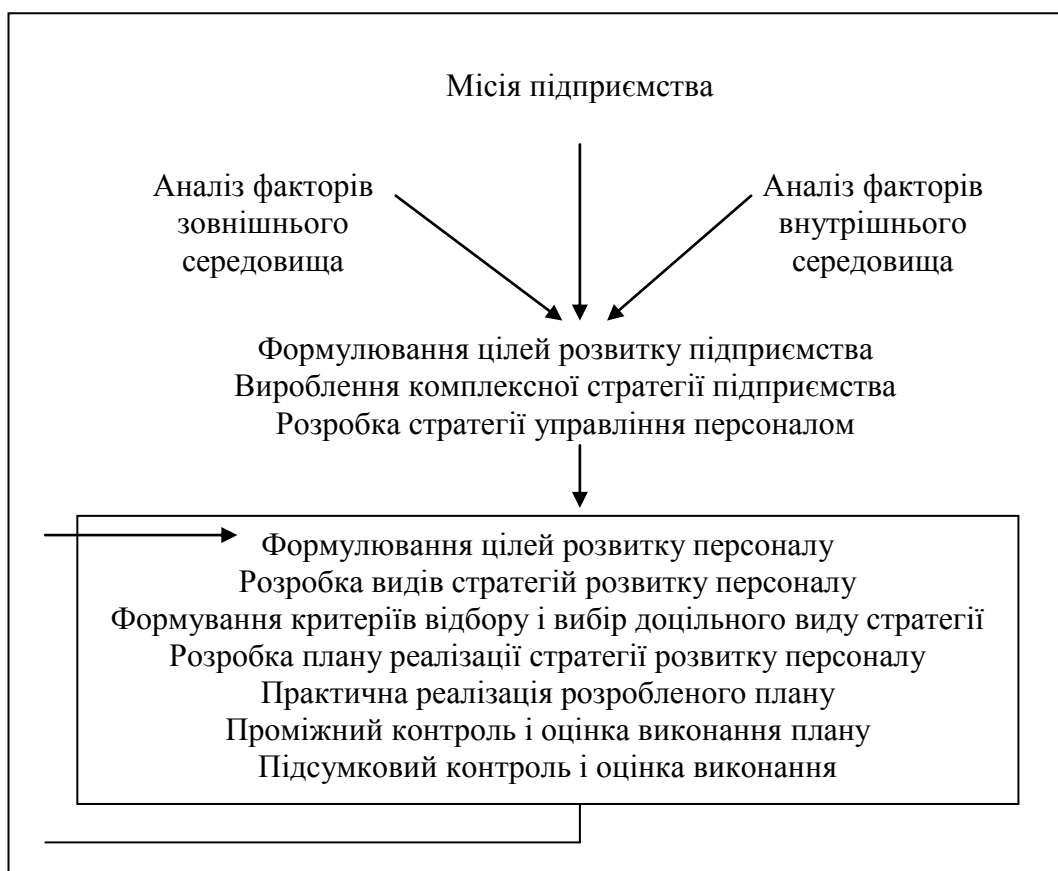 Місія підприємства
Аналіз факторів
зовнішнього
середовища
Аналіз факторів
внутрішнього
середовища
Формулювання цілей розвитку підприємства
Вироблення комплексної стратегії підприємства
Розробка стратегії управління персоналом
Формулювання цілей розвитку персоналу
Розробка видів стратегій розвитку персоналу
Формування критеріїв відбору і вибір доцільного виду стратегії
Розробка плану реалізації стратегії розвитку персоналу
Практична реалізація розробленого плану
Проміжний контроль і оцінка виконання плану
Підсумковий контроль і оцінка виконання